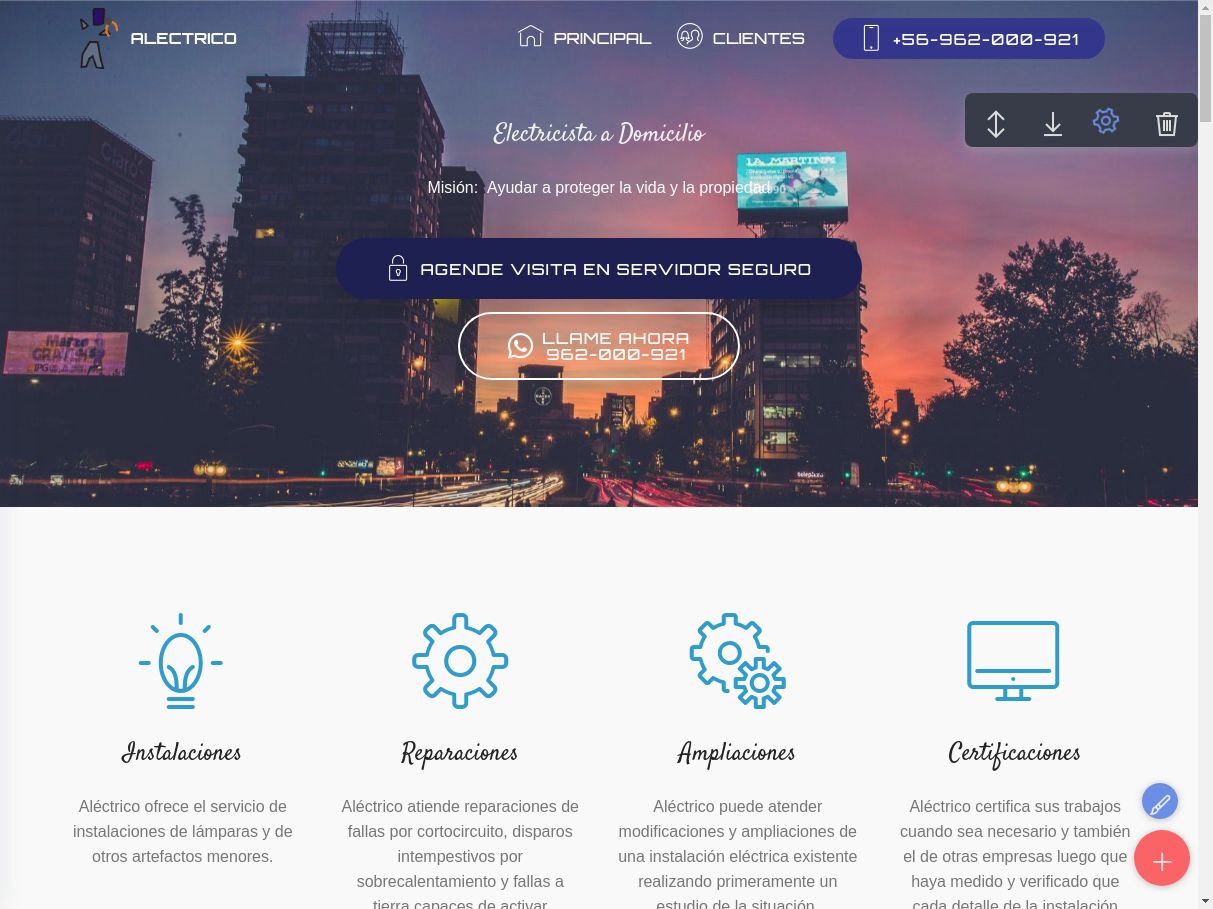 ALECTRICO
PRINCIPAL
CLIENTES
+56-962-000-921
Electricista a Domicilio
Misión: Ayudar a proteger la vida y la propiedad
LA MARTINA
Claro
AGENDE VISITA EN SERVIDOR SEGURO
LLAME AHORA
962-000-921
BAYER
Instalaciones
Aléctrico ofrece el servicio de
instalaciones de lámparas y de
otros artefactos menores.
Reparaciones
Aléctrico atiende reparaciones de
fallas por cortocircuito, disparos
intempestivos por
sobrecalentamiento y fallas a
tierra capaces de activar
Ampliaciones
Aléctrico puede atender
modificaciones y ampliaciones de
una instalación eléctrica existente
realizando primeramente un
estudio de la situación
Certificaciones
Aléctrico certifica sus trabajos
cuando sea necesario y también
el de otras empresas luego que
haya medido y verificado que
cada detalle de la instalación